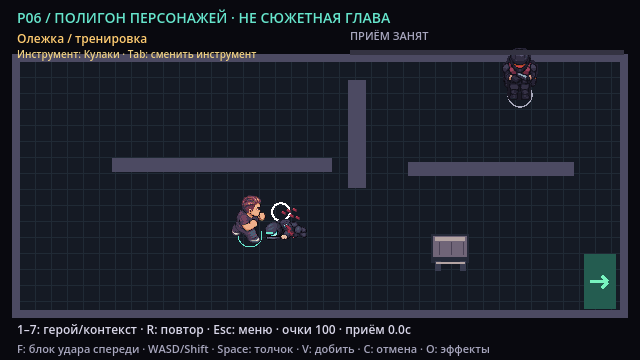 P06 / ПОЛИГОН ПЕРСОНАЖЕЙ · НЕ СЮЖЕТНАЯ ГЛАВА
Олежка / тренировка
ПРИЁМ ЗАНЯТ
Инструмент: Кулаки · Tab: сменить инструмент
1–7: герой/контекст · R: повтор · Esc: меню · очки 100 · приём 0.0с
F: блок удара спереди · WASD/Shift · Space: толчок · V: добить · C: отмена · O: эффекты